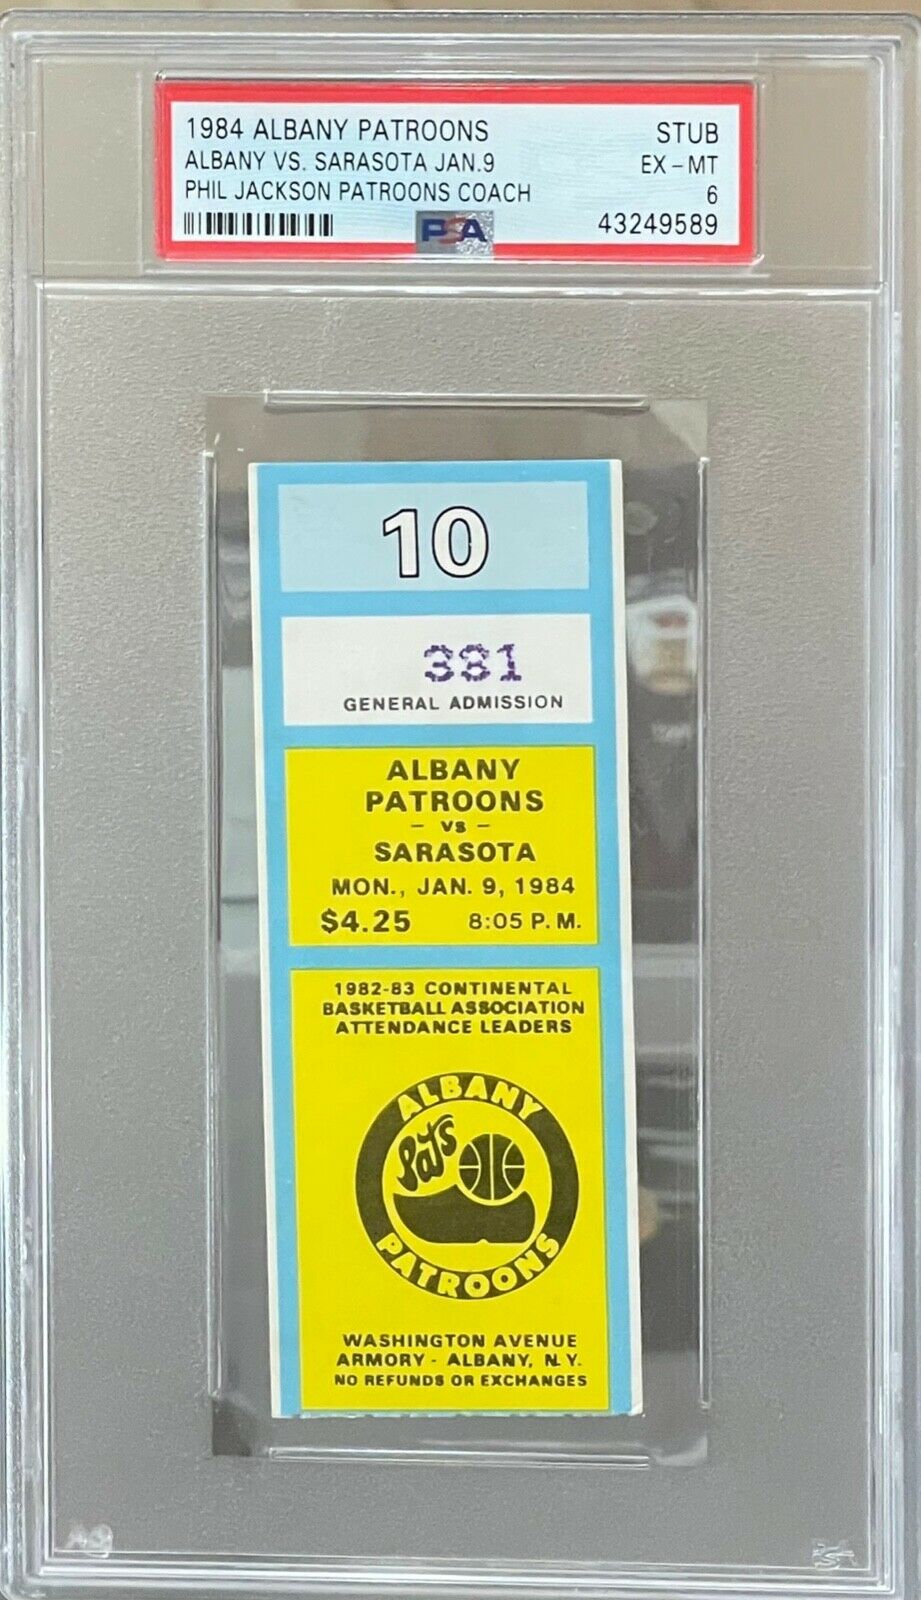 1984 ALBANY PATROONS STUB
ALBANY VS. SARASOTA JAN.9 EX-MT
PHIL JACKSON PATROONS COACH 6
PSA 43249589
10
331
GENERAL ADMISSION
ALBANY
PATROONS
- vs -
SARASOTA
MON., JAN. 9, 1984
$4.25 8:05 P.M.
1982-83 CONTINENTAL
BASKETBALL ASSOCIATION
ATTENDANCE LEADERS
ALBANY
Pats
PATROONS
WASHINGTON AVENUE
ARMORY - ALBANY, N.Y.
NO REFUNDS OR EXCHANGES